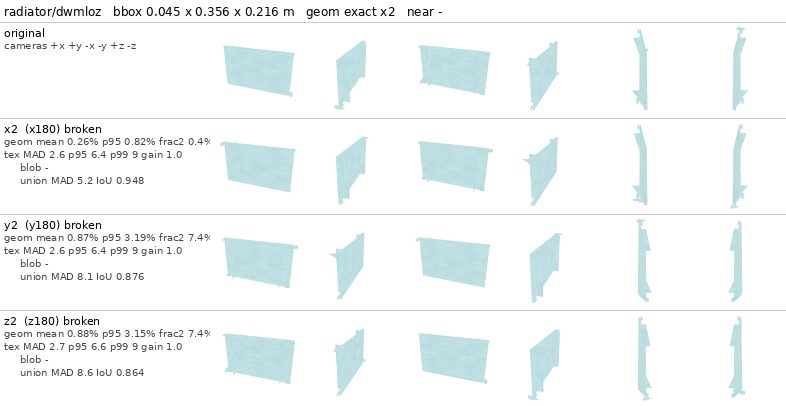 radiator/dwmloz   bbox 0.045 x 0.356 x 0.216 m   geom exact x2   near -
original
cameras +x +y -x -y +z -z
x2  (x180) broken
geom mean 0.26% p95 0.82% frac2 0.4%
tex MAD 2.6 p95 6.4 p99 9 gain 1.0
blob -
union MAD 5.2 IoU 0.948
y2  (y180) broken
geom mean 0.87% p95 3.19% frac2 7.4%
tex MAD 2.6 p95 6.4 p99 9 gain 1.0
blob -
union MAD 8.1 IoU 0.876
z2  (z180) broken
geom mean 0.88% p95 3.15% frac2 7.4%
tex MAD 2.7 p95 6.6 p99 9 gain 1.0
blob -
union MAD 8.6 IoU 0.864